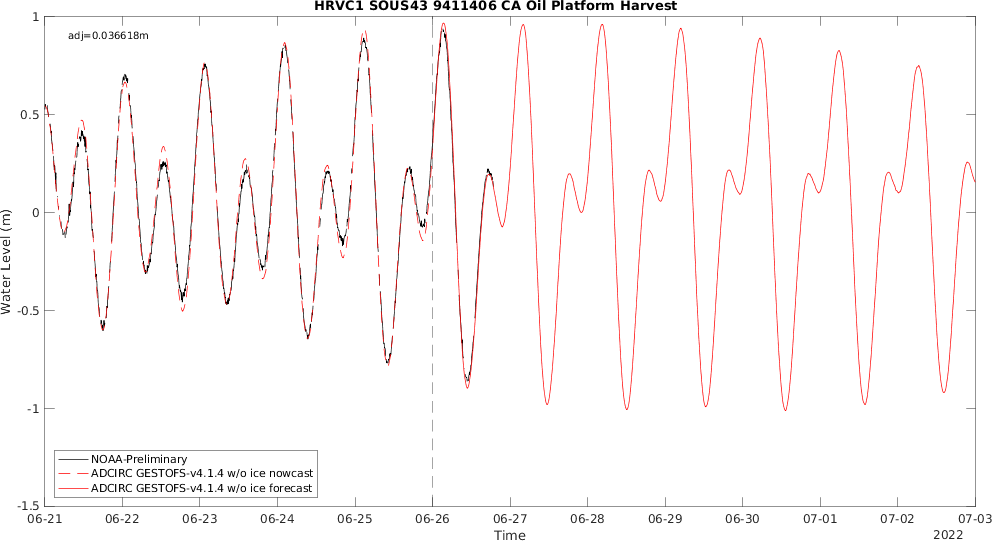 HRVC1 SOUS43 9411406 CA Oil Platform Harvest
adj=0.036618m
1
0.5
0
-0.5
-1
-1.5
Water Level (m)
NOAA-Preliminary
ADCIRC GESTOFS-v4.1.4 w/o ice nowcast
ADCIRC GESTOFS-v4.1.4 w/o ice forecast
06-21 06-22 06-23 06-24 06-25 06-26 06-27 06-28 06-29 06-30 07-01 07-02 07-03
Time
2022